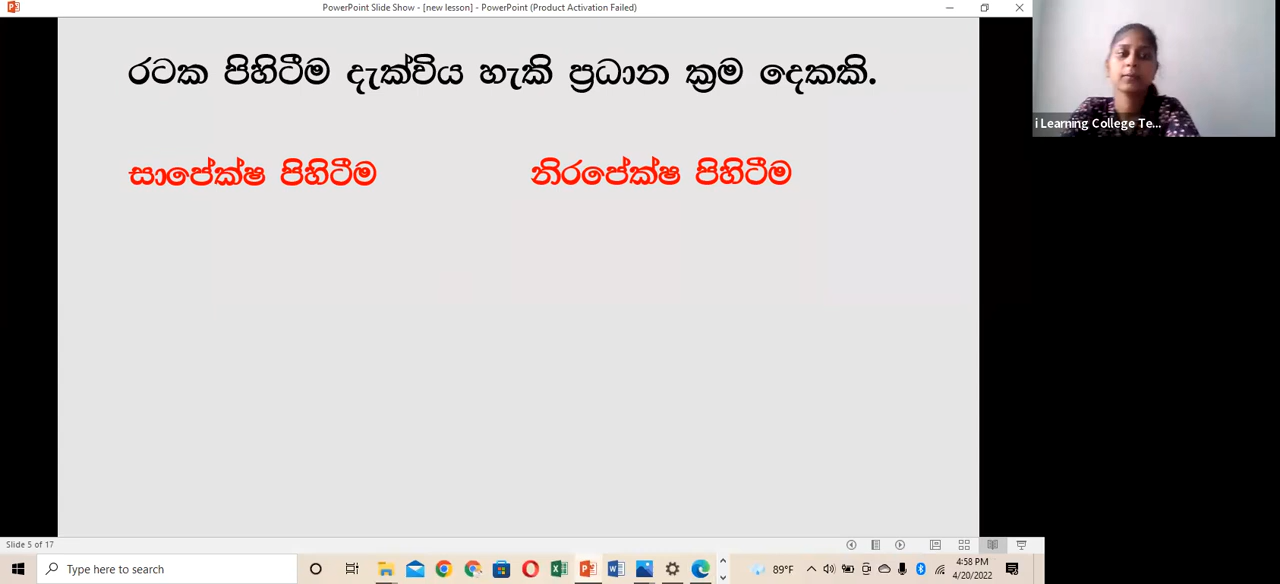 PowerPoint Slide Show - [new lesson] - PowerPoint (Product Activation Failed)
රටක පිහිටීම දැක්විය හැකි ප්‍රධාන ක්‍රම දෙකකි.
i Learning College Te...
සාපේක්ෂ පිහිටීම නිරපේක්ෂ පිහිටීම
Slide 5 of 17
Type here to search
89°F
4:58 PM
4/20/2022